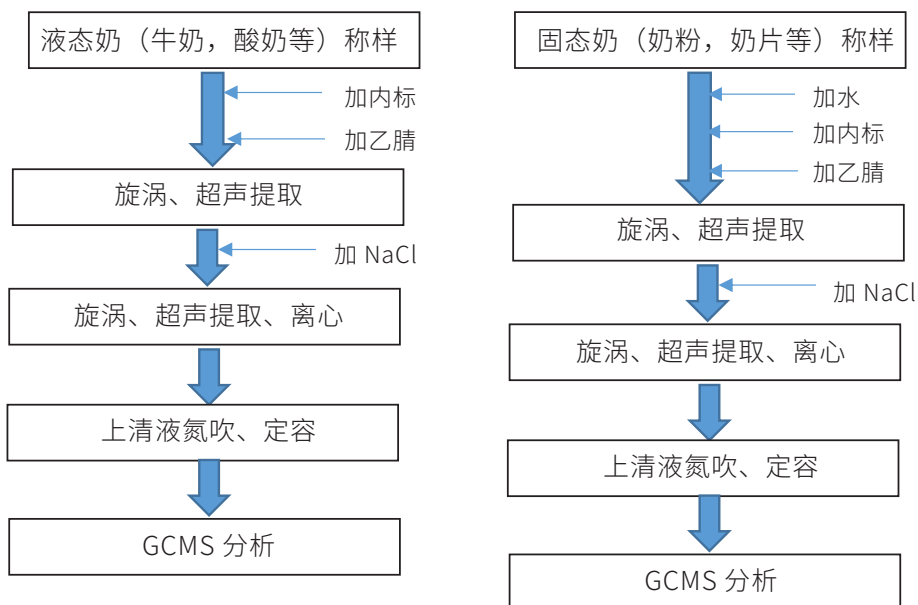 液态奶（牛奶，酸奶等）称样
加内标
加乙腈
旋涡、超声提取
加 NaCl
旋涡、超声提取、离心
上清液氮吹、定容
GCMS 分析
固态奶（奶粉，奶片等）称样
加水
加内标
加乙腈
旋涡、超声提取
加 NaCl
旋涡、超声提取、离心
上清液氮吹、定容
GCMS 分析